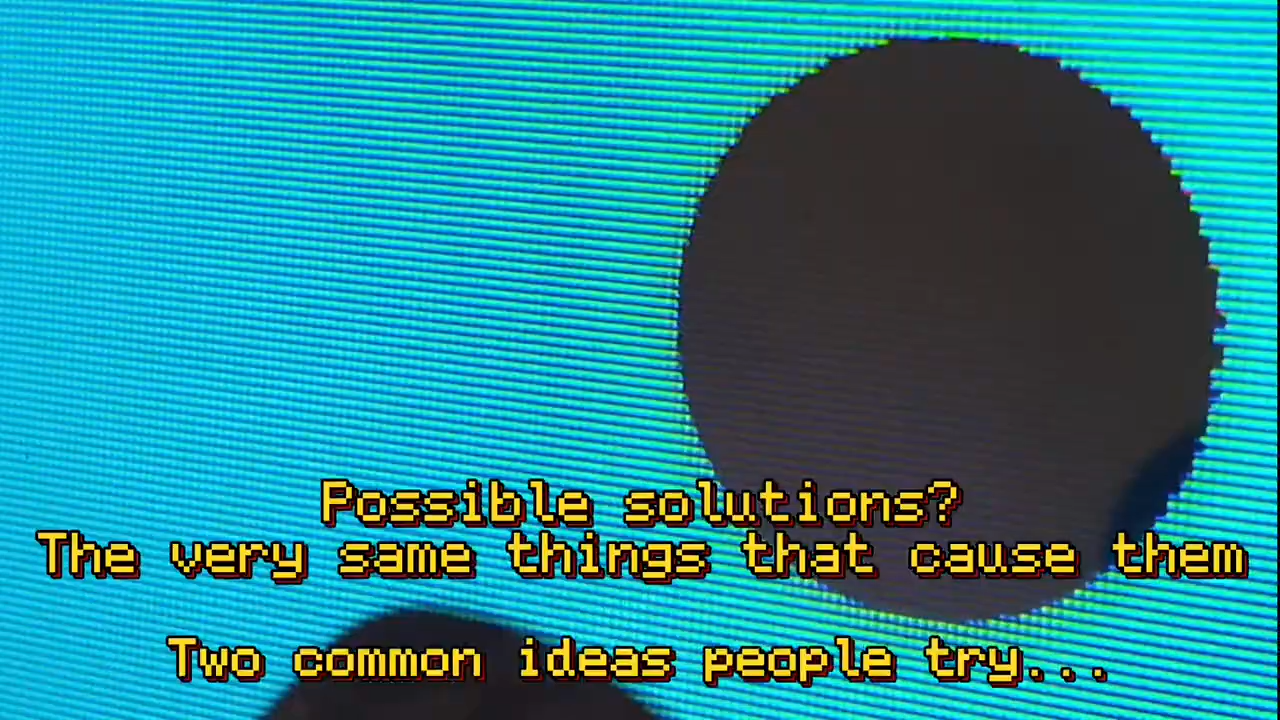 Possible solutions?
The very same things that cause them
Two common ideas people try...